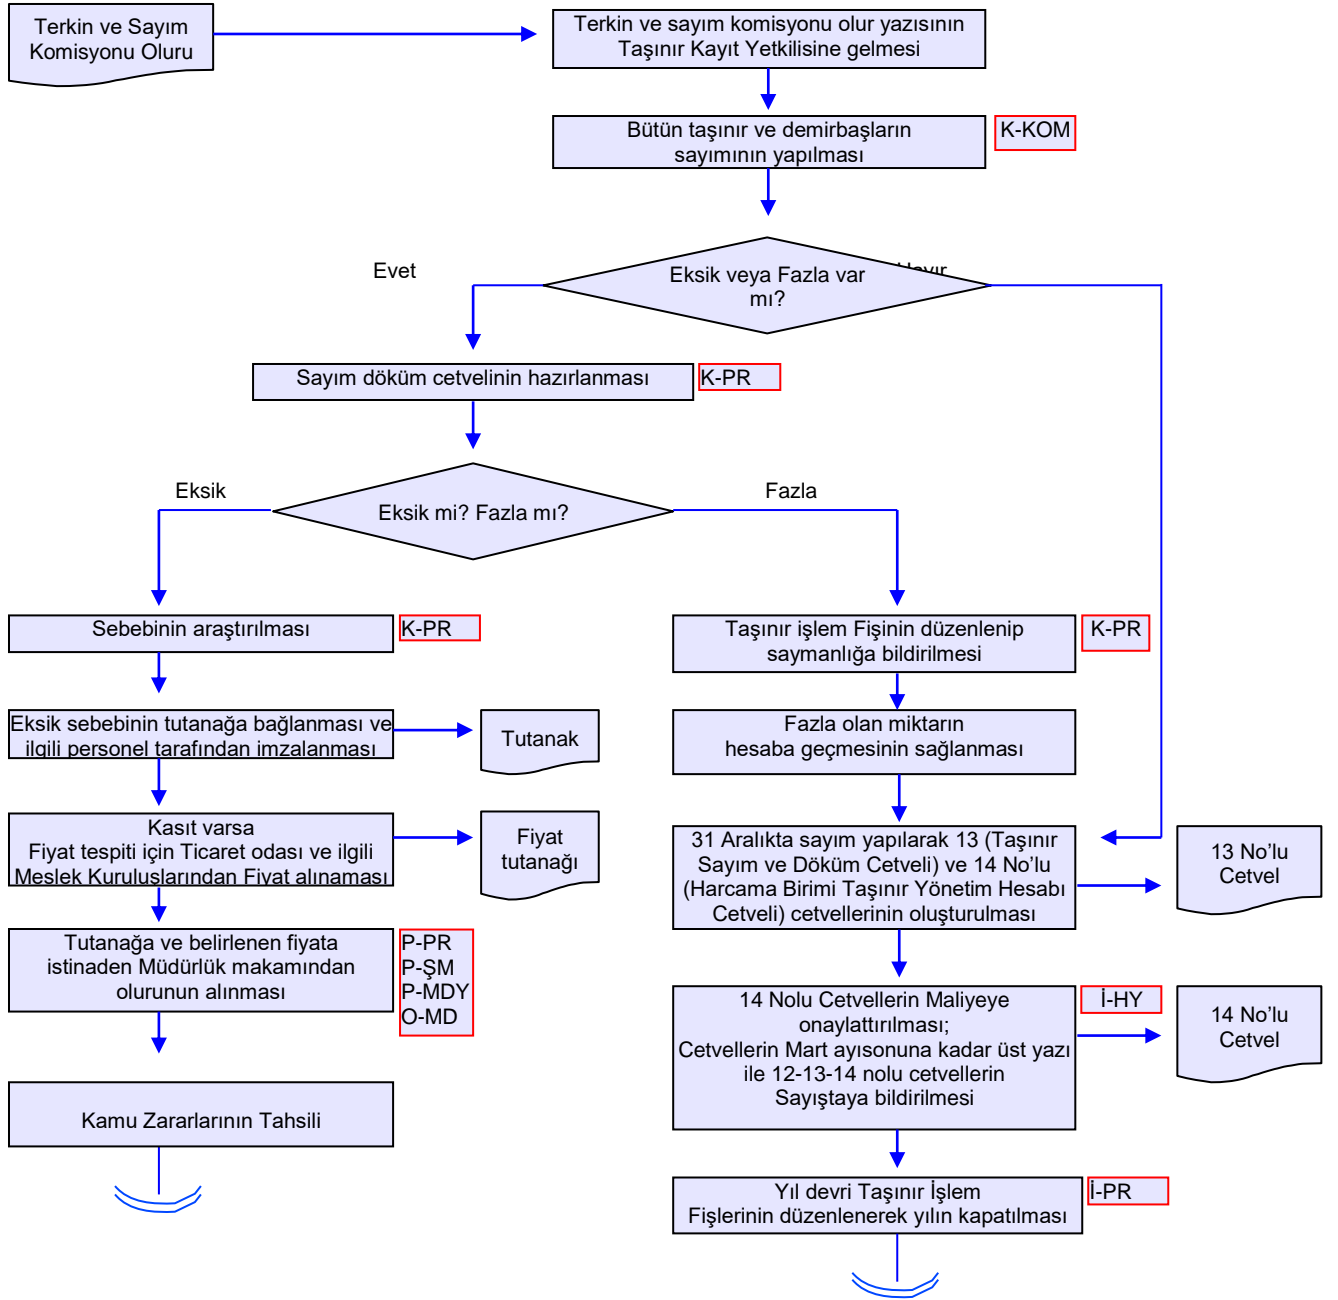 Terkin ve Sayım
Komisyonu Oluru
Terkin ve sayım komisyonu olur yazısının
Taşınır Kayıt Yetkilisine gelmesi
Bütün taşınır ve demirbaşların
sayımının yapılması
K-KOM
Evet
Eksik veya Fazla var
mı?
Sayım döküm cetvelinin hazırlanması
K-PR
Eksik
Eksik mi? Fazla mı?
Fazla
Sebebinin araştırılması
K-PR
Taşınır işlem Fişinin düzenlenip
saymanlığa bildirilmesi
K-PR
Eksik sebebinin tutanağa bağlanması ve
ilgili personel tarafından imzalanması
Tutanak
Fazla olan miktarın
hesaba geçmesinin sağlanması
Kasıt varsa
Fiyat tespiti için Ticaret odası ve ilgili
Meslek Kuruluşlarından Fiyat alınaması
Fiyat
tutanağı
31 Aralıkta sayım yapılarak 13 (Taşınır
Sayım ve Döküm Cetveli) ve 14 No’lu
(Harcama Birimi Taşınır Yönetim Hesabı
Cetveli) cetvellerinin oluşturulması
13 No’lu
Cetvel
Tutanağa ve belirlenen fiyata
istinaden Müdürlük makamından
olurunun alınması
P-PR
P-ŞM
P-MDY
O-MD
14 Nolu Cetvellerin Maliyeye
onaylattırılması;
Cetvellerin Mart ayısonuna kadar üst yazı
ile 12-13-14 nolu cetvellerin
Sayıştaya bildirilmesi
İ-HY
14 No’lu
Cetvel
Kamu Zararlarının Tahsili
Yıl devri Taşınır İşlem
Fişlerinin düzenlenerek yılın kapatılması
İ-PR